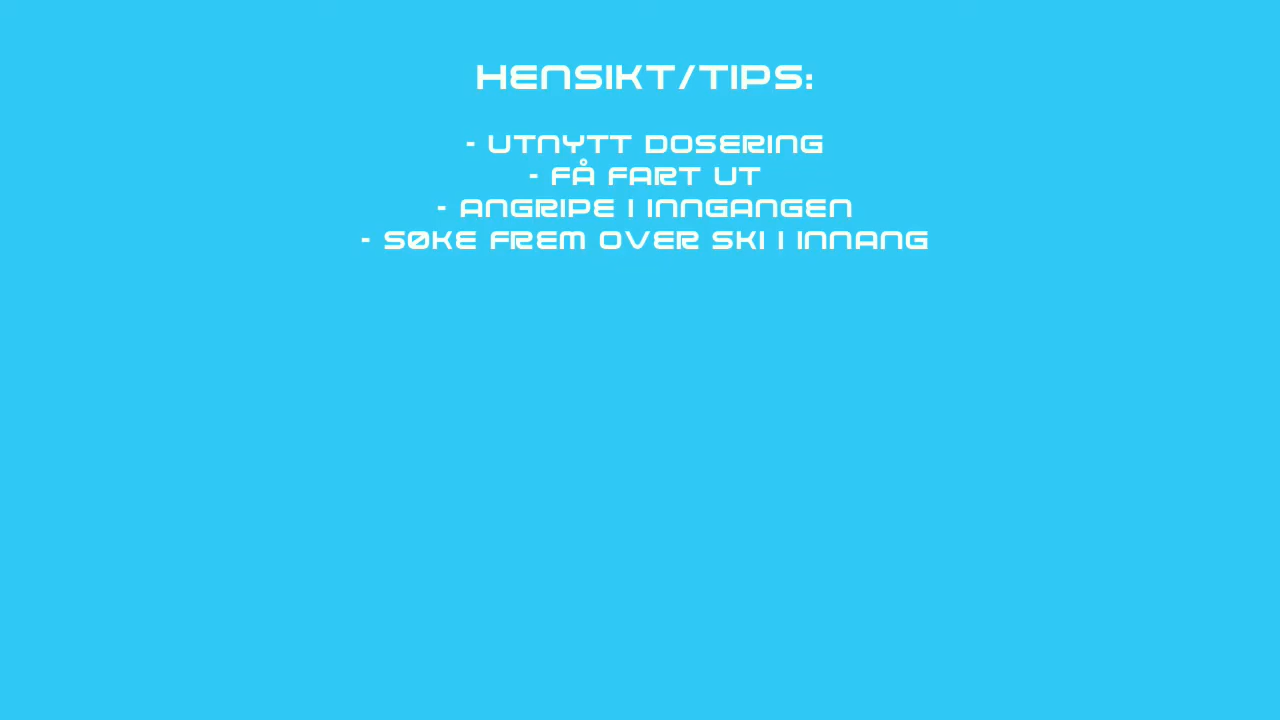 HENSIKT/TIPS:
- UTNYTT DOSERING
- FÅ FART UT
- ANGRIPE I INNGANGEN
- SØKE FREM OVER SKI I INNANG